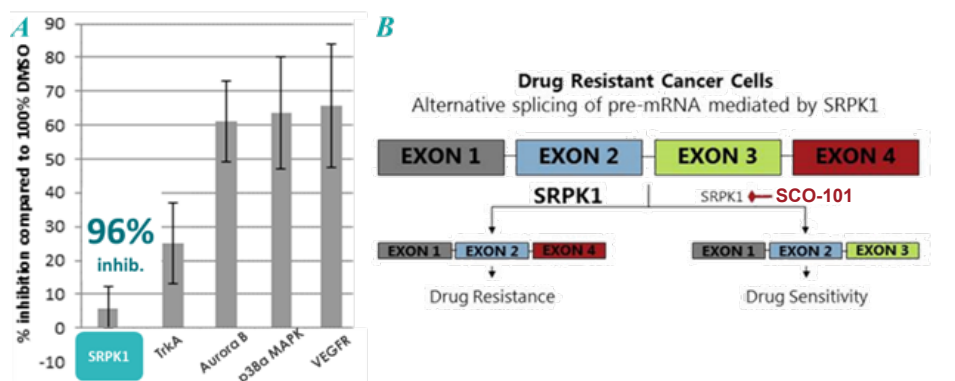 A
% inhibition compared to 100% DMSO
90
80
70
60
50
40
30
20
10
0
-10
96%
inhib.
SRPK1
TrkA
Aurora B
p38a MAPK
VEGFR
B
Drug Resistant Cancer Cells
Alternative splicing of pre-mRNA mediated by SRPK1
EXON 1 EXON 2 EXON 3 EXON 4
SRPK1 SRPK1 SCO-101
EXON 1 EXON 2 EXON 4 EXON 1 EXON 2 EXON 3
Drug Resistance Drug Sensitivity